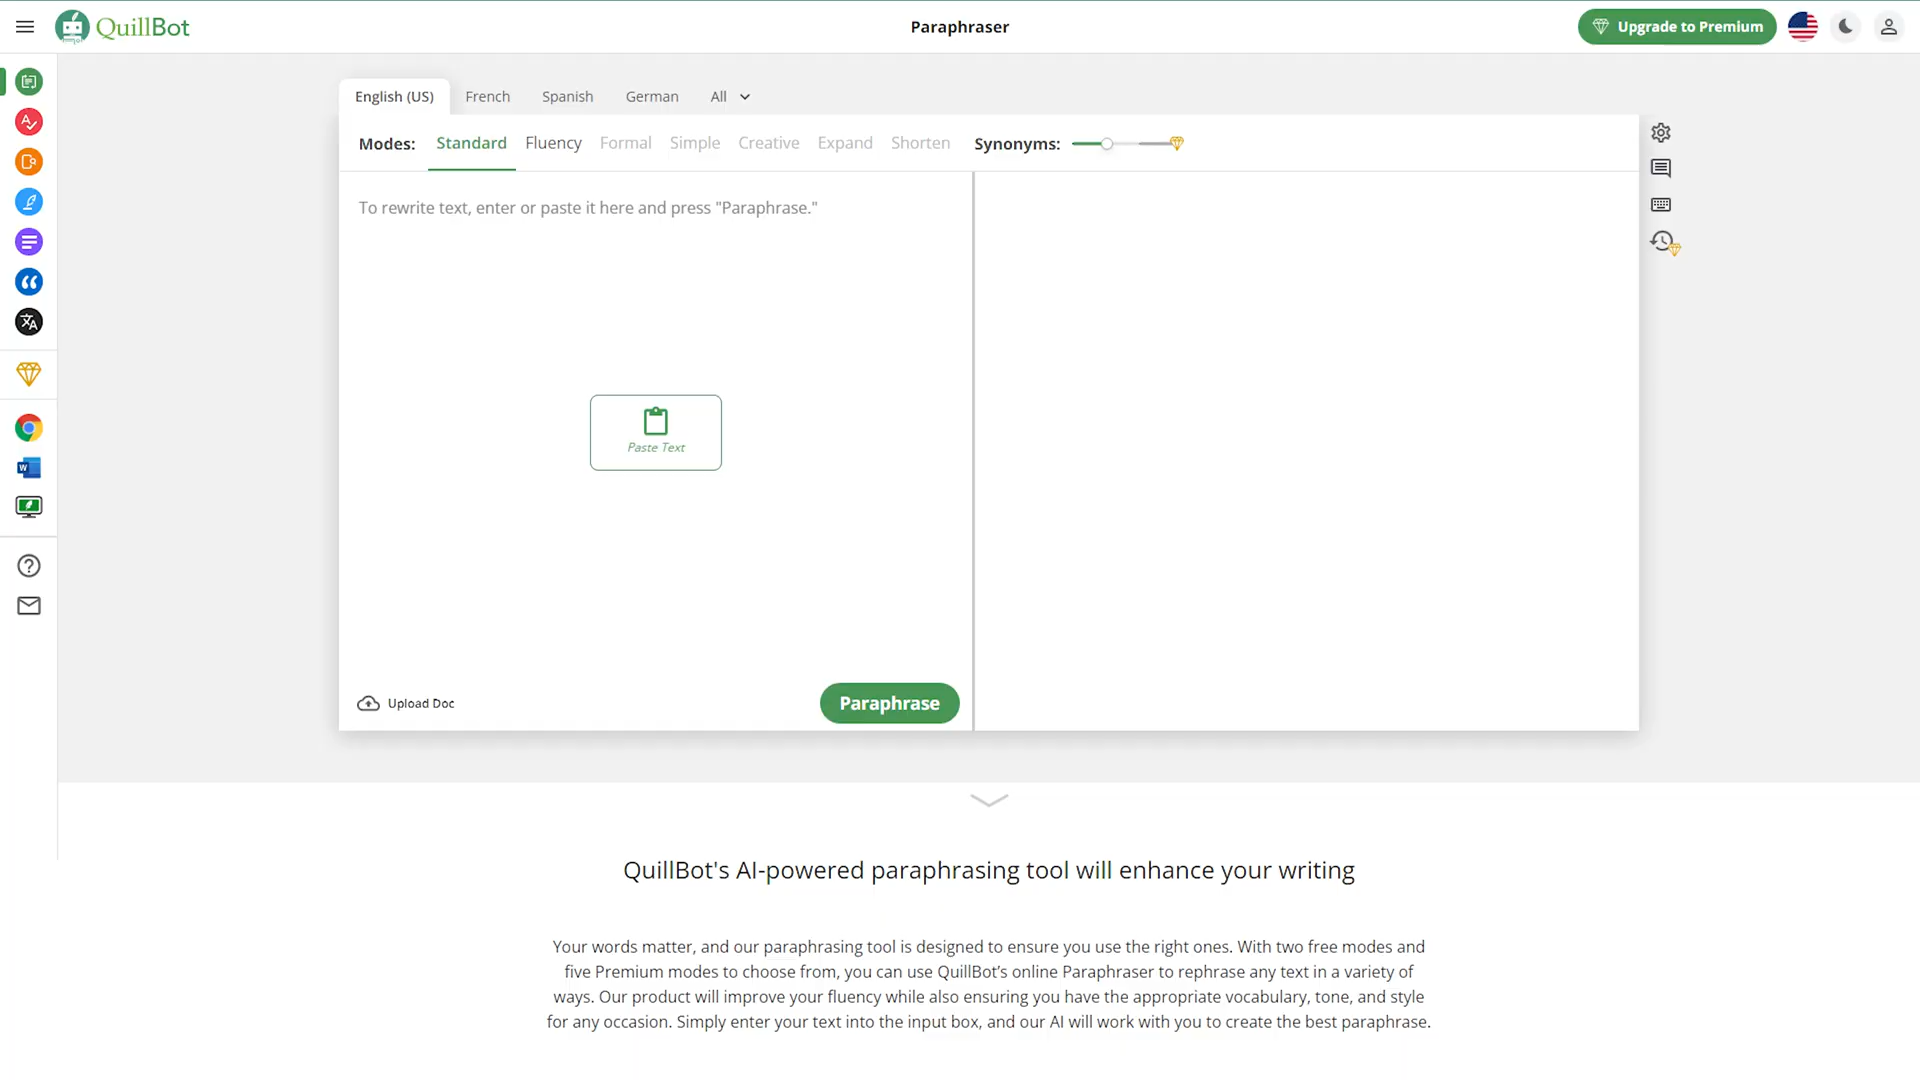 QuillBot
Paraphraser
Upgrade to Premium
English (US) French Spanish German All
Modes: Standard Fluency Formal Simple Creative Expand Shorten Synonyms:
To rewrite text, enter or paste it here and press "Paraphrase."
Paste Text
Upload Doc
Paraphrase
QuillBot's AI-powered paraphrasing tool will enhance your writing
Your words matter, and our paraphrasing tool is designed to ensure you use the right ones. With two free modes and
five Premium modes to choose from, you can use QuillBot’s online Paraphraser to rephrase any text in a variety of
ways. Our product will improve your fluency while also ensuring you have the appropriate vocabulary, tone, and style
for any occasion. Simply enter your text into the input box, and our AI will work with you to create the best paraphrase.